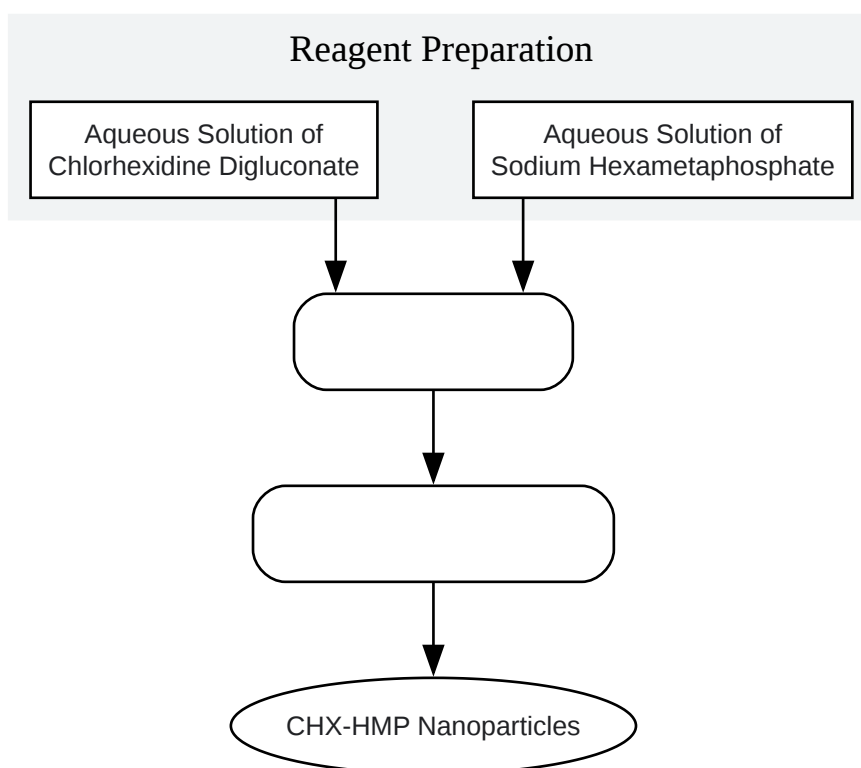 Reagent Preparation
Aqueous Solution of
Chlorhexidine Digluconate
Aqueous Solution of
Sodium Hexametaphosphate
CHX-HMP Nanoparticles